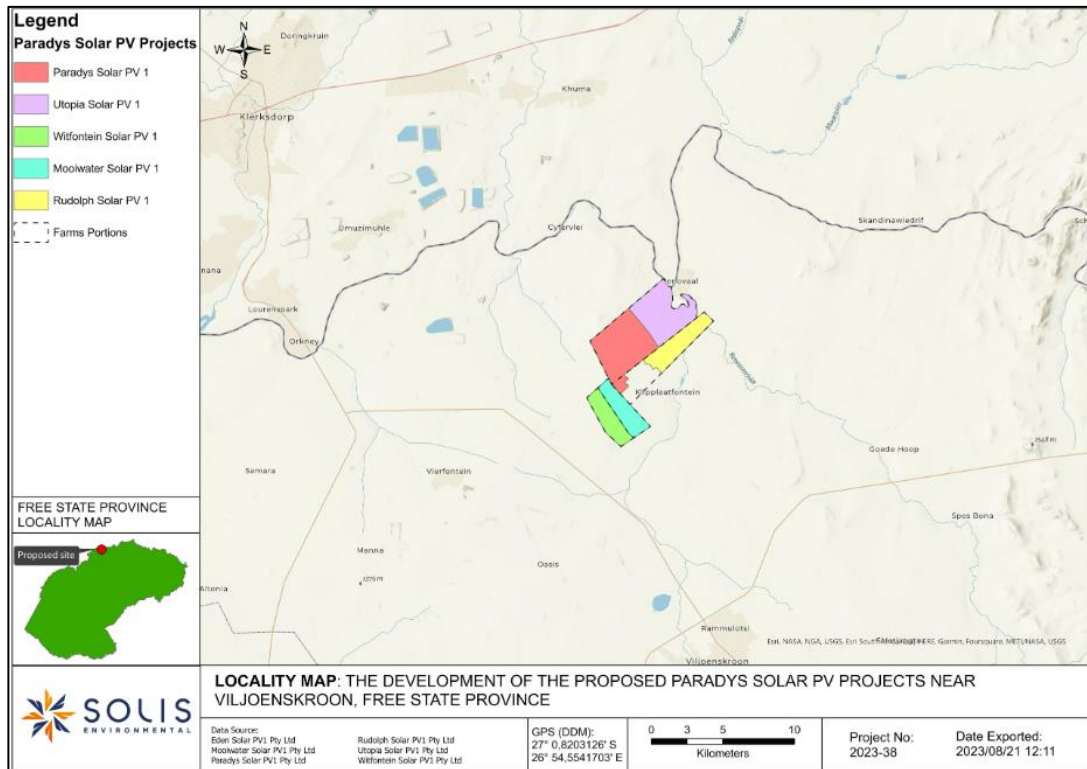 Legend
Paradys Solar PV Projects
Paradys Solar PV 1
Utopia Solar PV 1
Witfontein Solar PV 1
Mooiwater Solar PV 1
Rudolph Solar PV 1
Farms Portions
FREE STATE PROVINCE
LOCALITY MAP
Proposed site
N
W E
S
Doringkruin
Khuma
Klerksdorp
Umuzimuhle
Cyfervlei
Skandinawiedrif
nana
Lourenspark
Orkney
Klipplaatfontein
Samara
Vierfontein
Goede Hoop
Spes Bona
Manna
Oasis
Altonia
1375m
Rammulotsi
Viljoenskroon
LOCALITY MAP: THE DEVELOPMENT OF THE PROPOSED PARADYS SOLAR PV PROJECTS NEAR
VILJOENSKROON, FREE STATE PROVINCE
SOLIS
ENVIRONMENTAL
Data Source:
Eden Solar PV1 Pty Ltd
Mooiwater Solar PV1 Pty Ltd
Paradys Solar PV1 Pty Ltd
Rudolph Solar PV1 Pty Ltd
Utopia Solar PV1 Pty Ltd
Witfontein Solar PV1 Pty Ltd
GPS (DDM):
27° 0,8203126' S
26° 54,5541703' E
0 3 5 10
Kilometers
Project No:
2023-38
Date Exported:
2023/08/21 12:11